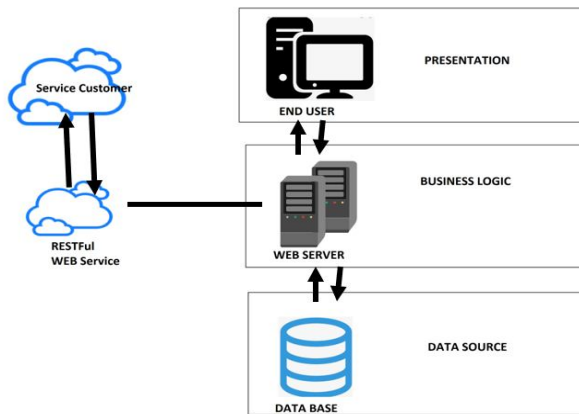 Service Customer
RESTFul
WEB Service
PRESENTATION
END USER
BUSINESS LOGIC
WEB SERVER
DATA SOURCE
DATA BASE